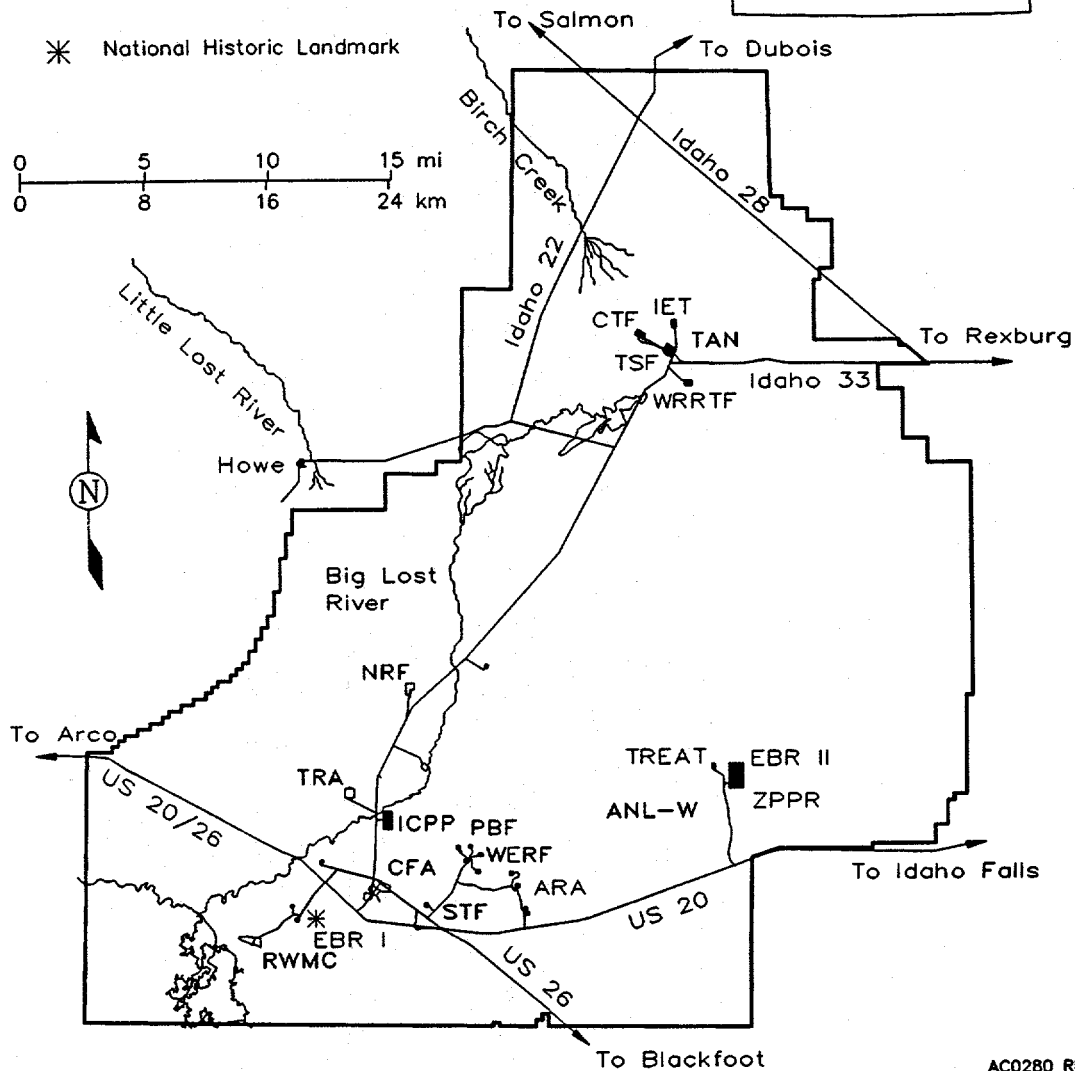 To Salmon
National Historic Landmark
To Dubois
Birch Creek
Idaho 28
0 5 10 15 mi
0 8 16 24 km
Little Lost River
Idaho 22
IET
CTF
TAN
TSF
To Rexburg
Idaho 33
WRRTF
Howe
N
Big Lost
River
NRF
To Arco
US 20/26
TREAT
EBR II
ZPPR
ANL-W
TRA
ICPP
PBF
WERF
CFA
ARA
To Idaho Falls
STF
US 20
EBR I
RWMC
US 26
To Blackfoot
AC0280